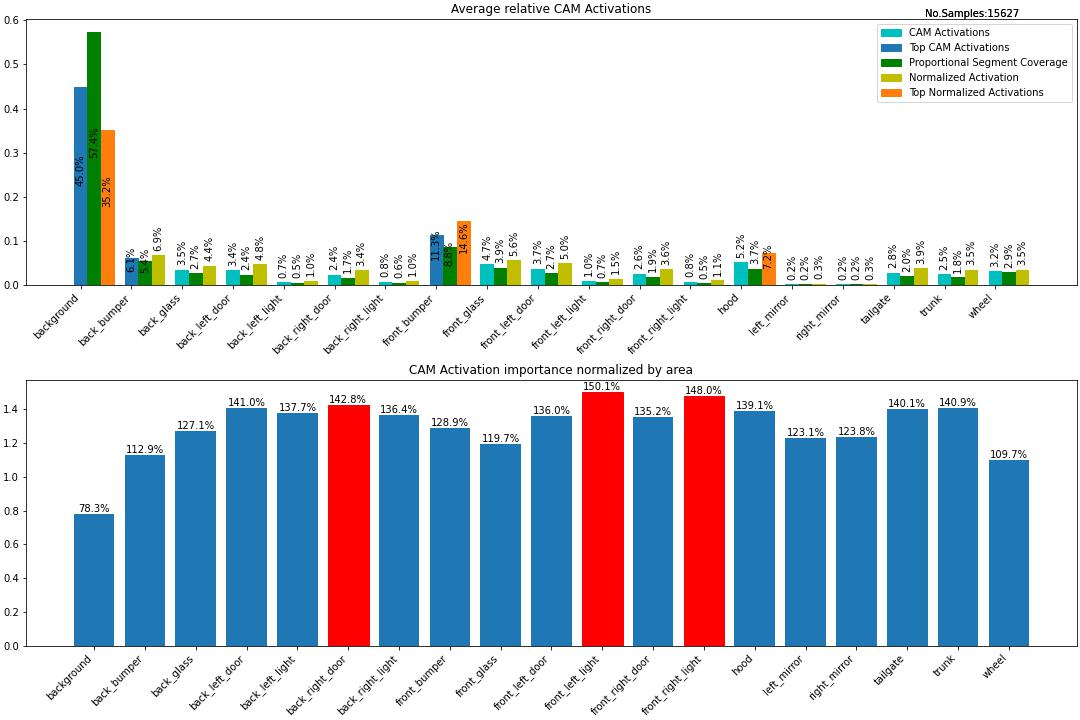 Average relative CAM Activations
No.Samples:15627
CAM Activations
Top CAM Activations
Proportional Segment Coverage
Normalized Activation
Top Normalized Activations
0.6
0.5
0.4
0.3
0.2
0.1
0.0
45.0% 57.4% 35.2%
6.1% 5.4% 6.9%
3.5% 2.7% 4.4%
3.4% 2.4% 4.8%
0.7% 0.5% 1.0%
2.4% 1.7% 3.4%
0.8% 0.6% 1.0%
11.3% 8.8% 14.6%
4.7% 3.9% 5.6%
3.7% 2.7% 5.0%
1.0% 0.7% 1.5%
2.6% 1.9% 3.6%
0.8% 0.5% 1.1%
5.2% 3.7% 7.2%
0.2% 0.2% 0.3%
0.2% 0.2% 0.3%
2.8% 2.0% 3.9%
2.5% 1.8% 3.5%
3.2% 2.9% 3.5%
background back_bumper back_glass back_left_door back_left_light back_right_door back_right_light front_bumper front_glass front_left_door front_left_light front_right_door front_right_light hood left_mirror right_mirror tailgate trunk wheel
CAM Activation importance normalized by area
1.4
1.2
1.0
0.8
0.6
0.4
0.2
0.0
78.3% 112.9% 127.1% 141.0% 137.7% 142.8% 136.4% 128.9% 119.7% 136.0% 150.1% 135.2% 148.0% 139.1% 123.1% 123.8% 140.1% 140.9% 109.7%
background back_bumper back_glass back_left_door back_left_light back_right_door back_right_light front_bumper front_glass front_left_door front_left_light front_right_door front_right_light hood left_mirror right_mirror tailgate trunk wheel